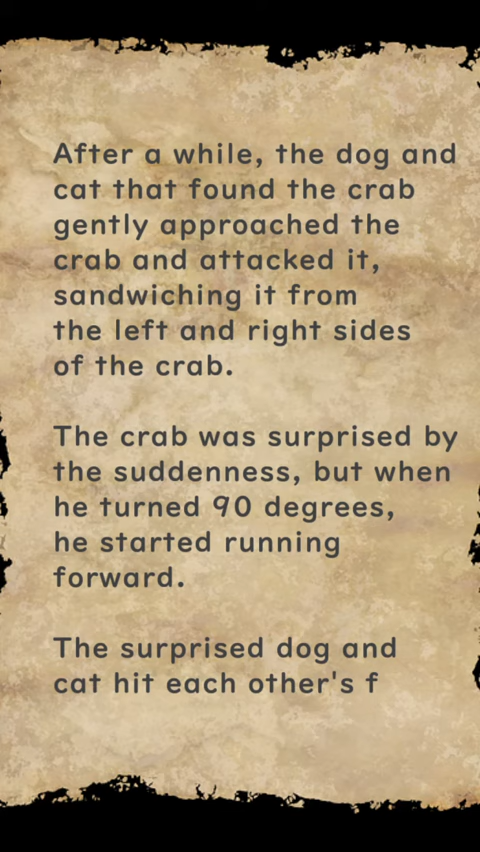 After a while, the dog and
cat that found the crab
gently approached the
crab and attacked it,
sandwiching it from
the left and right sides
of the crab.
The crab was surprised by
the suddenness, but when
he turned 90 degrees,
he started running
forward.
The surprised dog and
cat hit each other's f